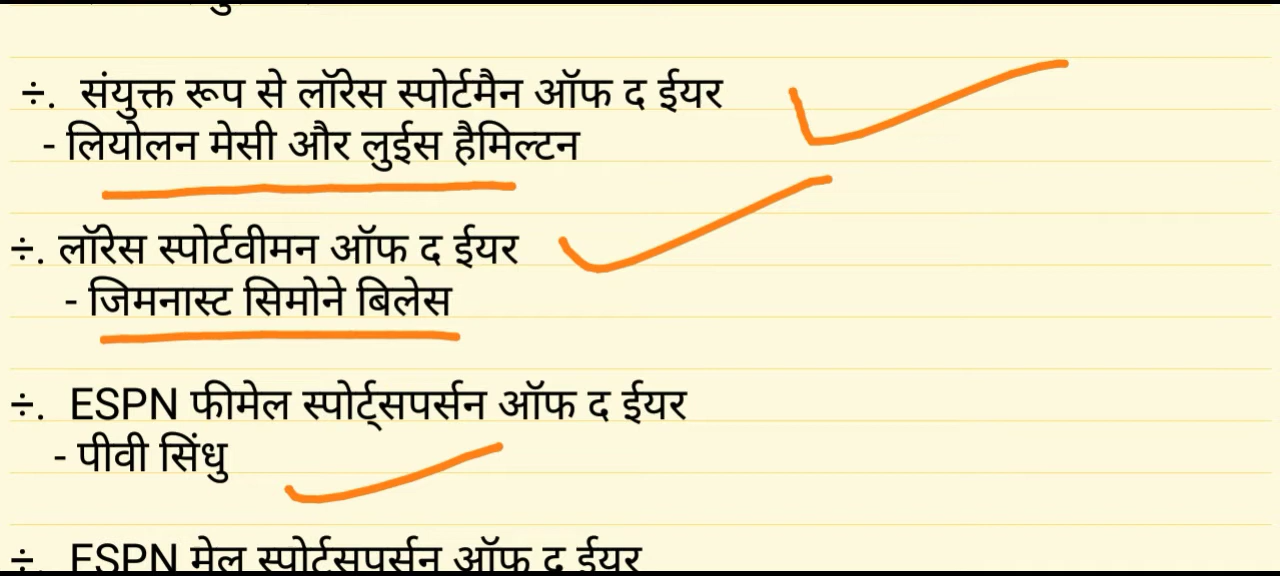 ÷. संयुक्त रूप से लॉरेस स्पोर्टमैन ऑफ द ईयर
- लियोलन मेसी और लुईस हैमिल्टन
÷. लॉरेस स्पोर्टवीमन ऑफ द ईयर
- जिमनास्ट सिमोने बिलेस
÷. ESPN फीमेल स्पोर्ट्सपर्सन ऑफ द ईयर
- पीवी सिंधु
÷. ESPN मेल स्पोर्टसपर्सन ऑफ द ईयर